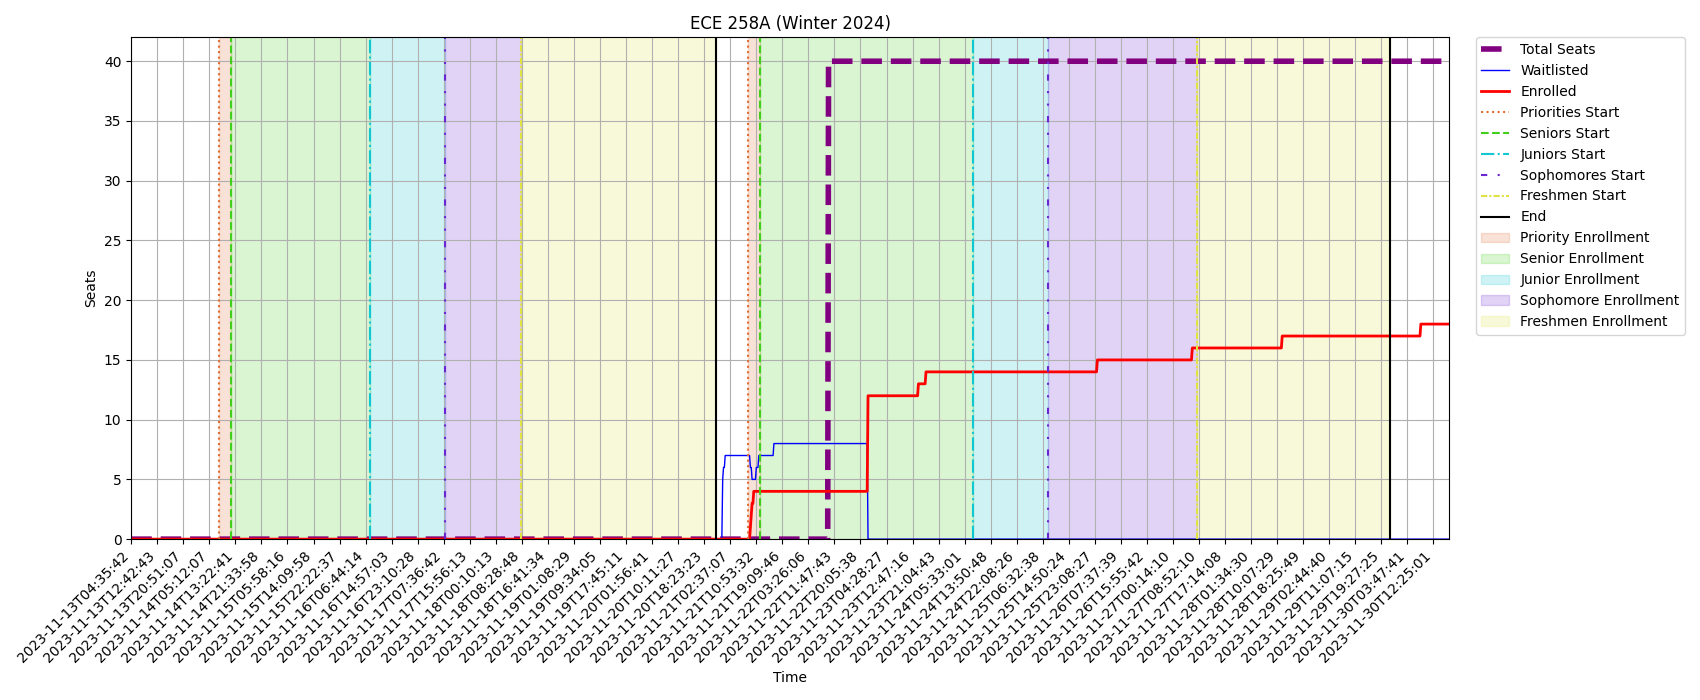 ECE 258A (Winter 2024)
Total Seats
Waitlisted
Enrolled
Priorities Start
Seniors Start
Juniors Start
Sophomores Start
Freshmen Start
End
Priority Enrollment
Senior Enrollment
Junior Enrollment
Sophomore Enrollment
Freshmen Enrollment
40
35
30
25
20
15
10
5
0
Seats
2023-11-13T04:35:42
2023-11-13T12:42:43
2023-11-13T20:51:07
2023-11-14T05:12:07
2023-11-14T13:22:41
2023-11-14T21:33:58
2023-11-15T05:58:16
2023-11-15T14:09:58
2023-11-15T22:22:37
2023-11-16T06:44:14
2023-11-16T14:57:03
2023-11-16T23:10:28
2023-11-17T07:36:42
2023-11-17T15:56:13
2023-11-18T00:10:13
2023-11-18T08:28:48
2023-11-18T16:41:34
2023-11-19T01:08:29
2023-11-19T09:34:05
2023-11-19T17:45:11
2023-11-20T01:56:41
2023-11-20T10:11:27
2023-11-20T18:23:23
2023-11-21T02:37:07
2023-11-21T10:53:32
2023-11-21T19:09:46
2023-11-22T03:26:06
2023-11-22T11:47:43
2023-11-22T20:05:38
2023-11-23T04:28:27
2023-11-23T12:47:16
2023-11-23T21:04:43
2023-11-24T05:33:01
2023-11-24T13:50:48
2023-11-24T22:08:26
2023-11-25T06:32:38
2023-11-25T14:50:24
2023-11-25T23:08:27
2023-11-26T07:37:39
2023-11-26T15:55:42
2023-11-27T00:14:10
2023-11-27T08:52:10
2023-11-27T17:14:08
2023-11-28T01:34:30
2023-11-28T10:07:29
2023-11-28T18:25:49
2023-11-29T02:44:40
2023-11-29T11:07:15
2023-11-29T19:27:25
2023-11-30T03:47:41
2023-11-30T12:25:01
Time